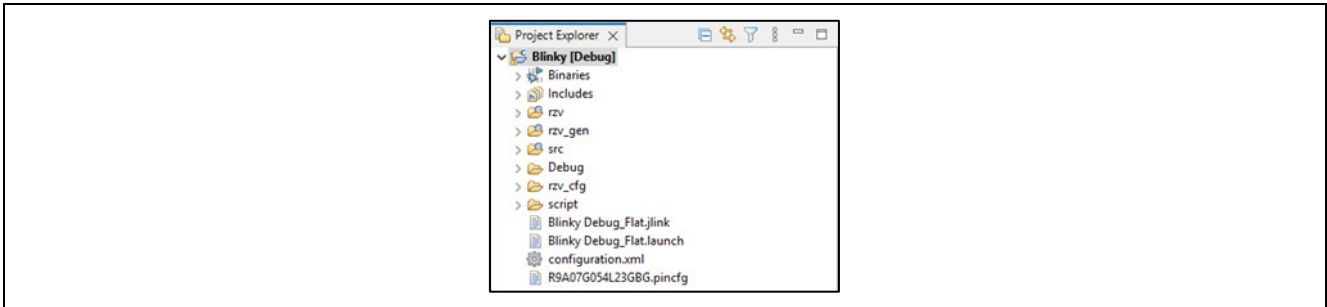 Project Explorer
Blinky [Debug]
Binaries
Includes
rzv
rzv_gen
src
Debug
rzv_cfg
script
Blinky Debug_Flat.jlink
Blinky Debug_Flat.launch
configuration.xml
R9A07G054L23GBG.pincfg